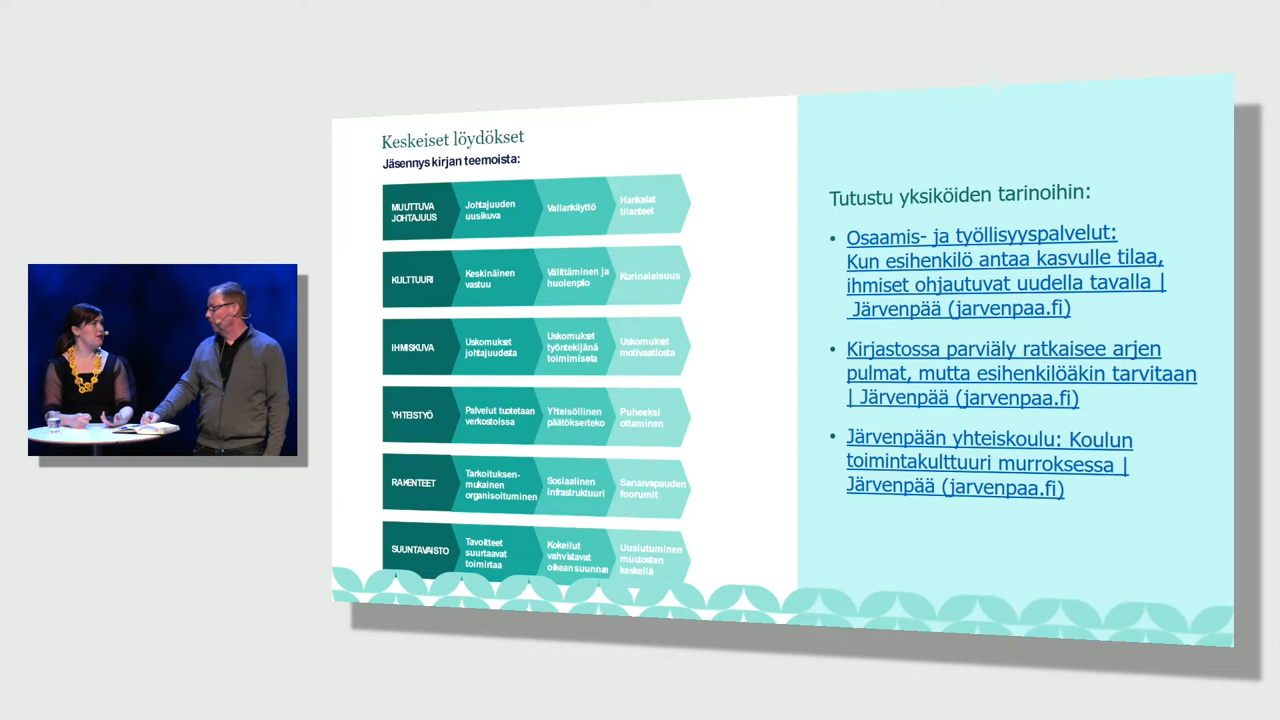 Keskeiset löydökset
Jäsennys kirjan teemoista:
MUUTTUVA
JOHTAJUUS
Johtajuuden
uusikuva
Vallankäyttö
Hankalat
tilanteet
KULTTUURI
Keskinäinen
vastuu
Välittäminen ja
huolenpito
Kurinalaisuus
IHMISKUVA
Uskomukset
johtajuudesta
Uskomukset
työntekijänä
toimimisesta
Uskomukset
motivaatiosta
YHTEISTYÖ
Palvelut tuotetaan
verkostoissa
Yhteisöllinen
päätöksenteko
Puheeksi
ottaminen
RAKENTEET
Tarkoituksen-
mukainen
organisoituminen
Sosiaalinen
infrastruktuuri
Sananvapauden
foorumit
SUUNTAVAISTO
Tavoitteet
suuntaavat
toimintaa
Kokeilut
vahvistavat
oikean suunnan
Uusiutuminen
muutosten
keskellä
Tutustu yksiköiden tarinoihin:
• Osaamis- ja työllisyyspalvelut:
Kun esihenkilö antaa kasvulle tilaa,
ihmiset ohjautuvat uudella tavalla |
Järvenpää (jarvenpaa.fi)
• Kirjastossa parviäly ratkaisee arjen
pulmat, mutta esihenkilöäkin tarvitaan
| Järvenpää (jarvenpaa.fi)
• Järvenpään yhteiskoulu: Koulun
toimintakulttuuri murroksessa |
Järvenpää (jarvenpaa.fi)